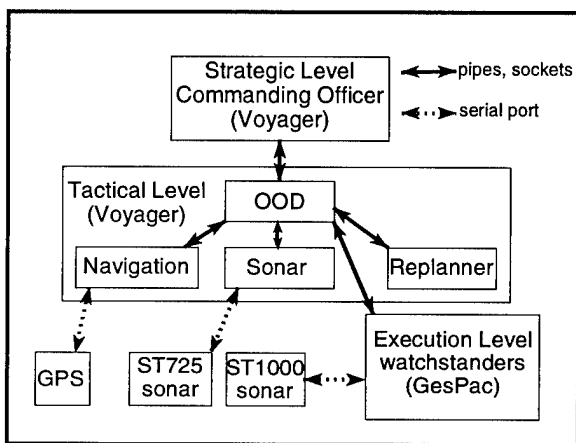 Strategic Level
Commanding Officer
(Voyager)
pipes, sockets
serial port
Tactical Level
(Voyager)
OOD
Navigation
Sonar
Replanner
GPS
ST725
sonar
ST1000
sonar
Execution Level
watchstanders
(GesPac)